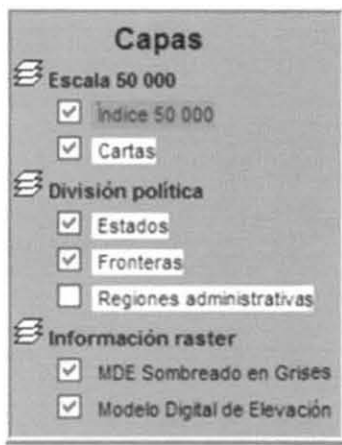 Capas
Escala 50 000
Índice 50 000
Cartas
División política
Estados
Fronteras
Regiones administrativas
Información raster
MDE Sombreado en Grises
Modelo Digital de Elevación